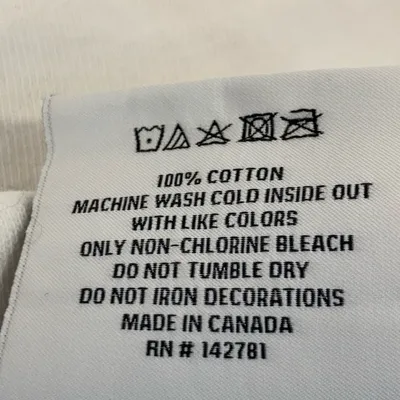 100% COTTON
MACHINE WASH COLD INSIDE OUT
WITH LIKE COLORS
ONLY NON-CHLORINE BLEACH
DO NOT TUMBLE DRY
DO NOT IRON DECORATIONS
MADE IN CANADA
RN # 142781